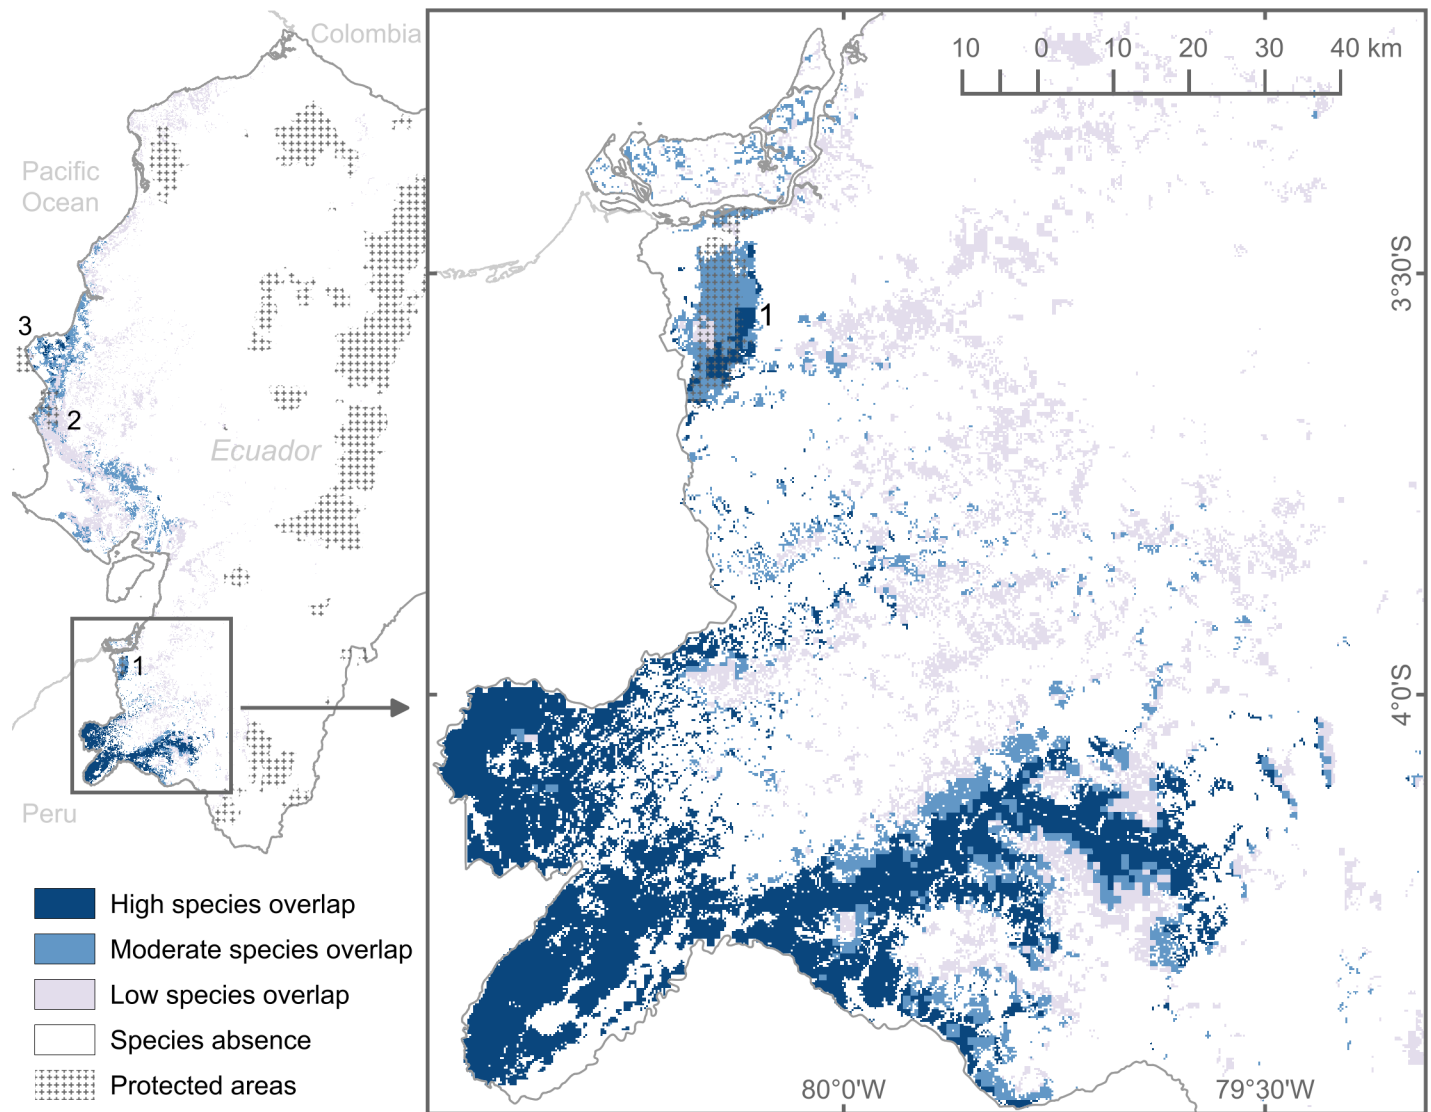 Colombia
Pacific
Ocean
3
2
Ecuador
1
Peru
High species overlap
Moderate species overlap
Low species overlap
Species absence
Protected areas
10 0 10 20 30 40 km
3°30'S
1
4°0'S
80°0'W
79°30'W